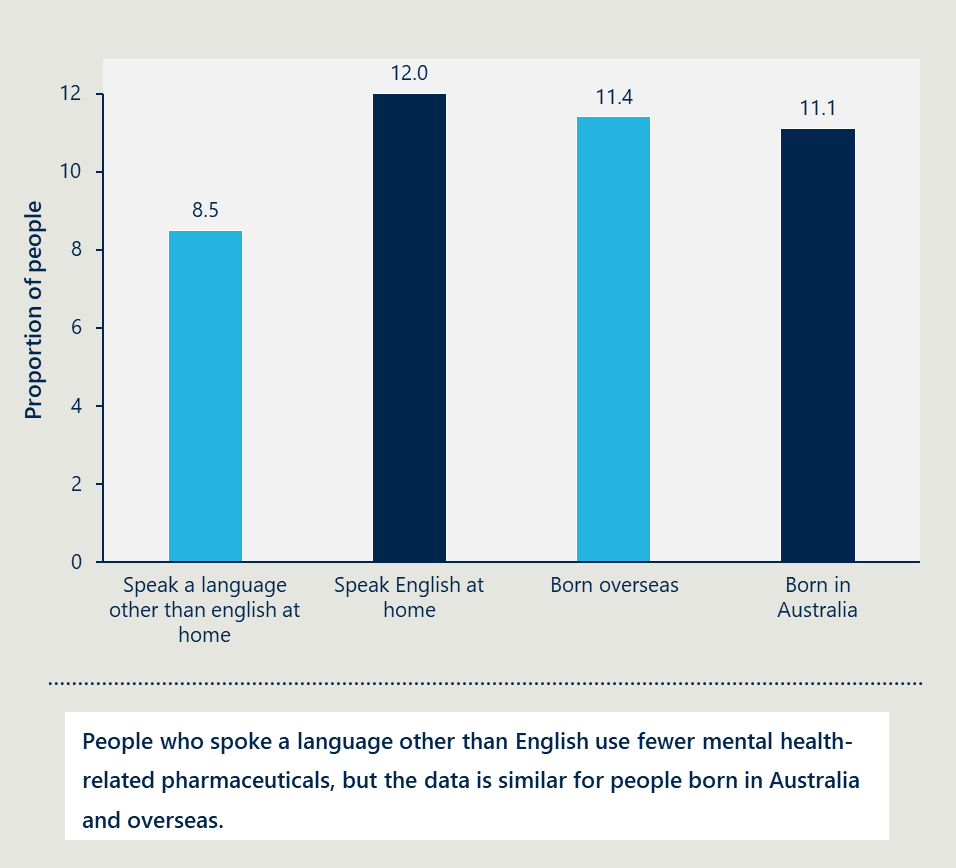 12.0
11.4
11.1
8.5
12
10
8
6
4
2
0
Proportion of people
Speak a language
other than english at
home
Speak English at
home
Born overseas
Born in
Australia
People who spoke a language other than English use fewer mental health-
related pharmaceuticals, but the data is similar for people born in Australia
and overseas.